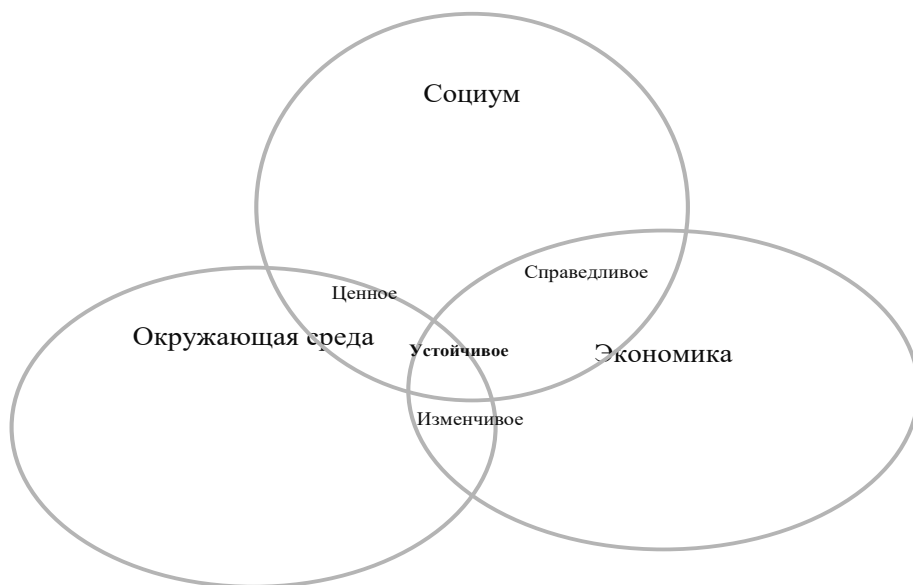 Социум
Справедливое
Ценное
Окружающая среда
Устойчивое
Экономика
Изменчивое